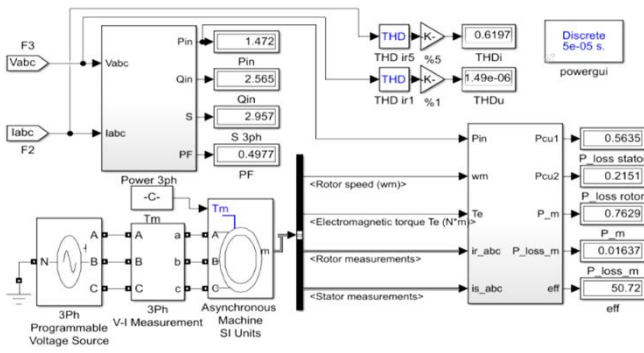 F3
Vabc
Iabc
F2
Vabc
Iabc
Pin
Qin
S
PF
1.472
Pin
2.565
Qin
2.957
S 3ph
0.4977
PF
Power 3ph
THD
THD ir5
K-
%5
0.6197
THDi
THD
THD ir1
K-
%1
1.49e-06
THDu
Discrete
5e-05 s.
powergui
-C-
Tm
N
A
B
C
3Ph
Programmable
Voltage Source
A
B
C
a
b
c
3Ph
V-I Measurement
Tm
A
B
C
m
Asynchronous
Machine
SI Units
<Rotor speed (wm)>
<Electromagnetic torque Te (N*m)>
<Rotor measurements>
<Stator measurements>
Pin
wm
Te
ir_abc
is_abc
Pcu1
Pcu2
P_m
P_loss_m
eff
0.5635
P_loss stator
0.2151
P_loss rotor
0.7629
P_m
0.01637
P_loss_m
50.72
eff